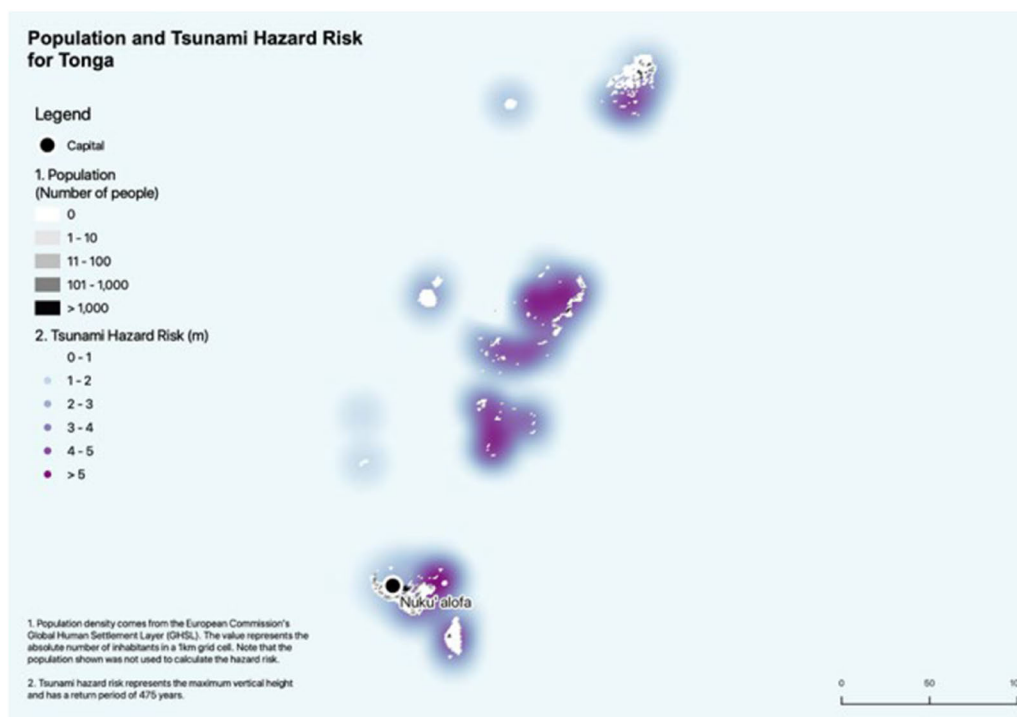 Population and Tsunami Hazard Risk
for Tonga
Legend
Capital
1. Population
(Number of people)
0
1 - 10
11 - 100
101 - 1,000
> 1,000
2. Tsunami Hazard Risk (m)
0 - 1
1 - 2
2 - 3
3 - 4
4 - 5
> 5
Nuku'alofa
1. Population density comes from the European Commission's
Global Human Settlement Layer (GHSL). The value represents the
absolute number of inhabitants in a 1km grid cell. Note that the
population shown was not used to calculate the hazard risk.
2. Tsunami hazard risk represents the maximum vertical height
and has a return period of 475 years.
0 50 10